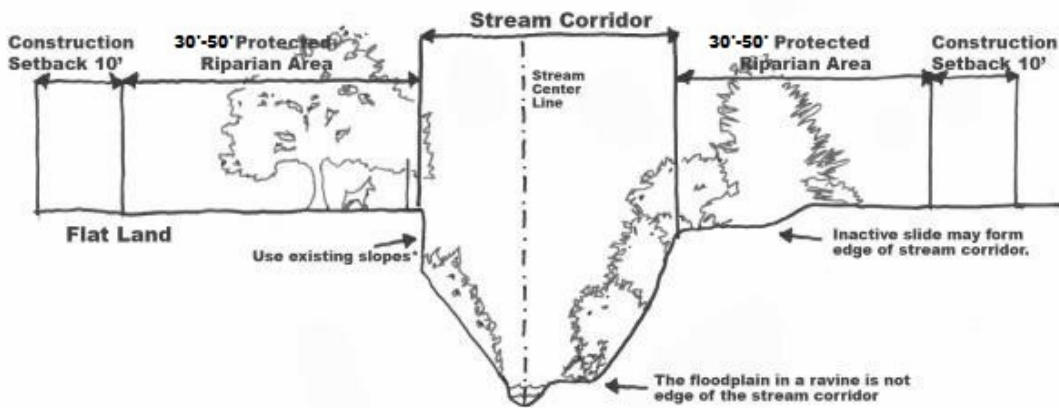 Stream Corridor
Construction
Setback 10'
30'-50' Protected
Riparian Area
Stream
Center
Line
30'-50' Protected
Riparian Area
Construction
Setback 10'
Flat Land
Use existing slopes*
Inactive slide may form
edge of stream corridor.
The floodplain in a ravine is not
edge of the stream corridor